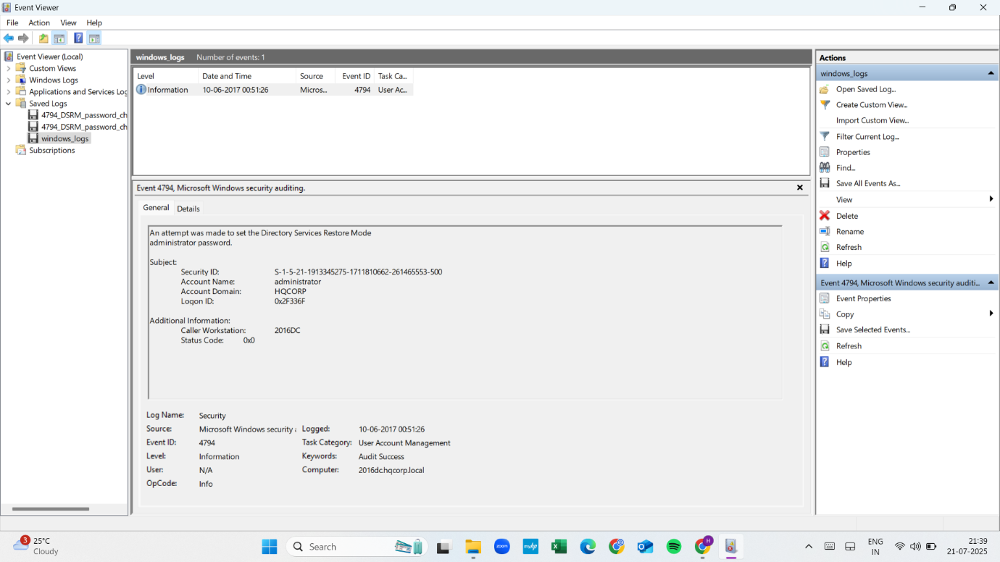 Event Viewer
File Action View Help
Event Viewer (Local)
Custom Views
Windows Logs
Applications and Services Log
Saved Logs
4794_DSRM_password_ch
4794_DSRM_password_ch
windows_logs
Subscriptions
windows_logs Number of events: 1
Level Date and Time Source Event ID Task Ca...
Information 10-06-2017 00:51:26 Micros... 4794 User Ac...
Event 4794, Microsoft Windows security auditing.
General Details
An attempt was made to set the Directory Services Restore Mode
administrator password.
Subject:
Security ID: S-1-5-21-1913345275-1711810662-261465553-500
Account Name: administrator
Account Domain: HQCORP
Logon ID: 0x2F336F
Additional Information:
Caller Workstation: 2016DC
Status Code: 0x0
Log Name: Security
Source: Microsoft Windows security a Logged: 10-06-2017 00:51:26
Event ID: 4794 Task Category: User Account Management
Level: Information Keywords: Audit Success
User: N/A Computer: 2016dc.hqcorp.local
OpCode: Info
Actions
windows_logs
Open Saved Log...
Create Custom View...
Import Custom View...
Filter Current Log...
Properties
Find...
Save All Events As...
View
Delete
Rename
Refresh
Help
Event 4794, Microsoft Windows security auditi...
Event Properties
Copy
Save Selected Events...
Refresh
Help
3
25°C
Cloudy
Search
zoom
myhp
H
ENG
IN
21:39
21-07-2025